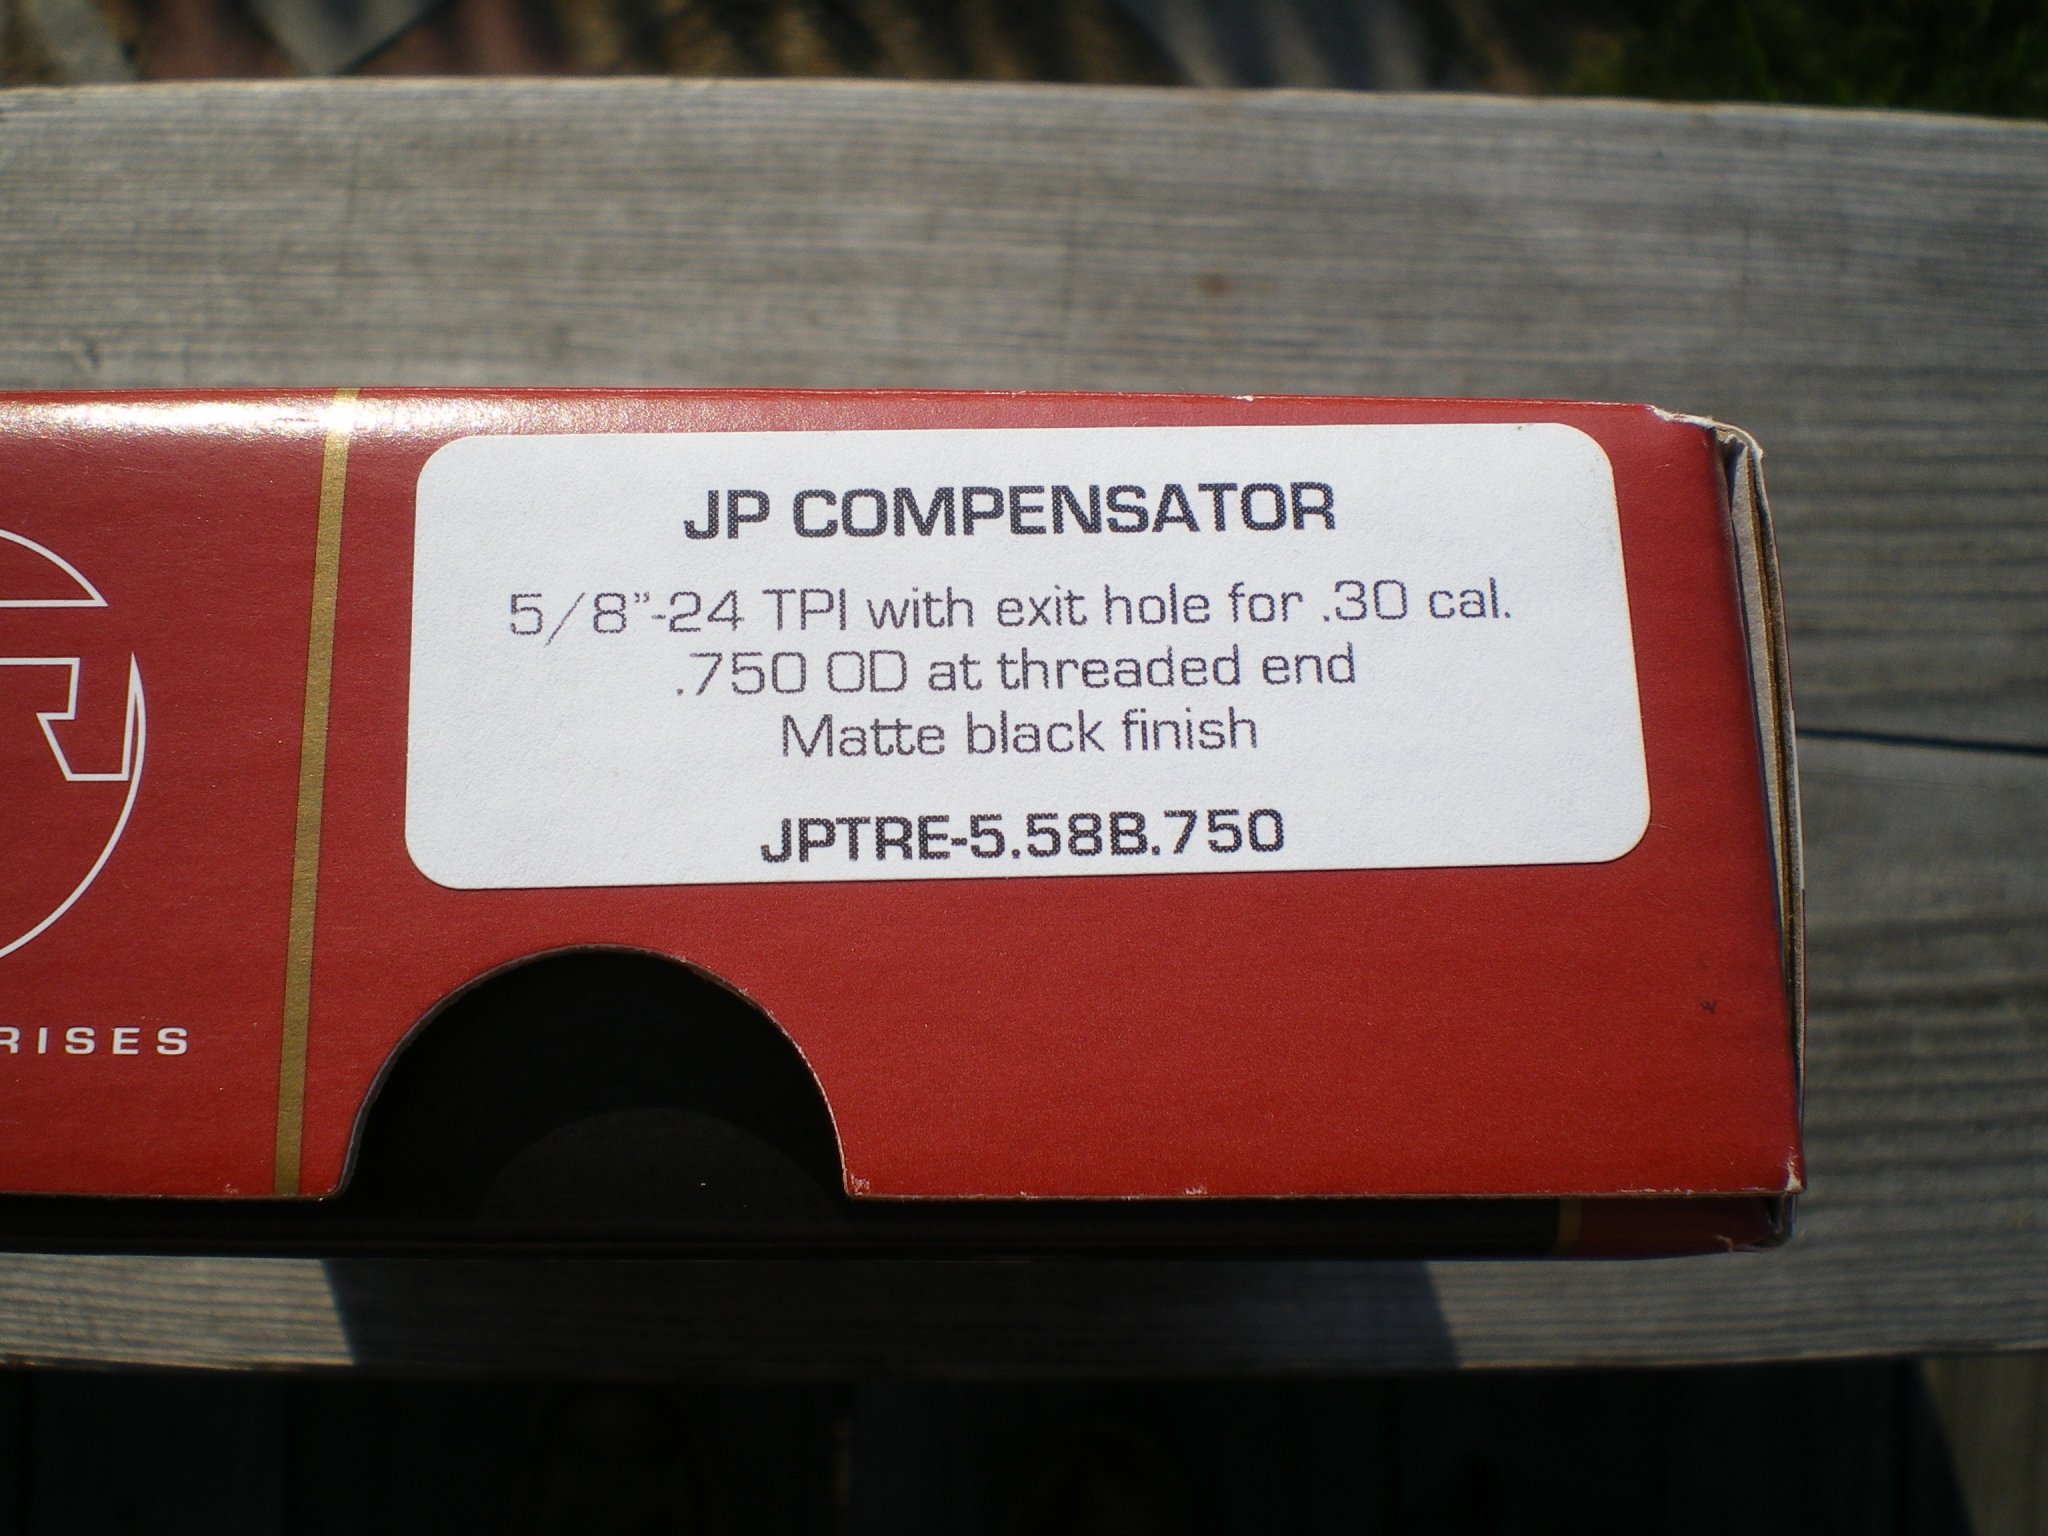 JP COMPENSATOR
5/8"-24 TPI with exit hole for .30 cal.
.750 OD at threaded end
Matte black finish
JPTRE-5.58B.750
RISES